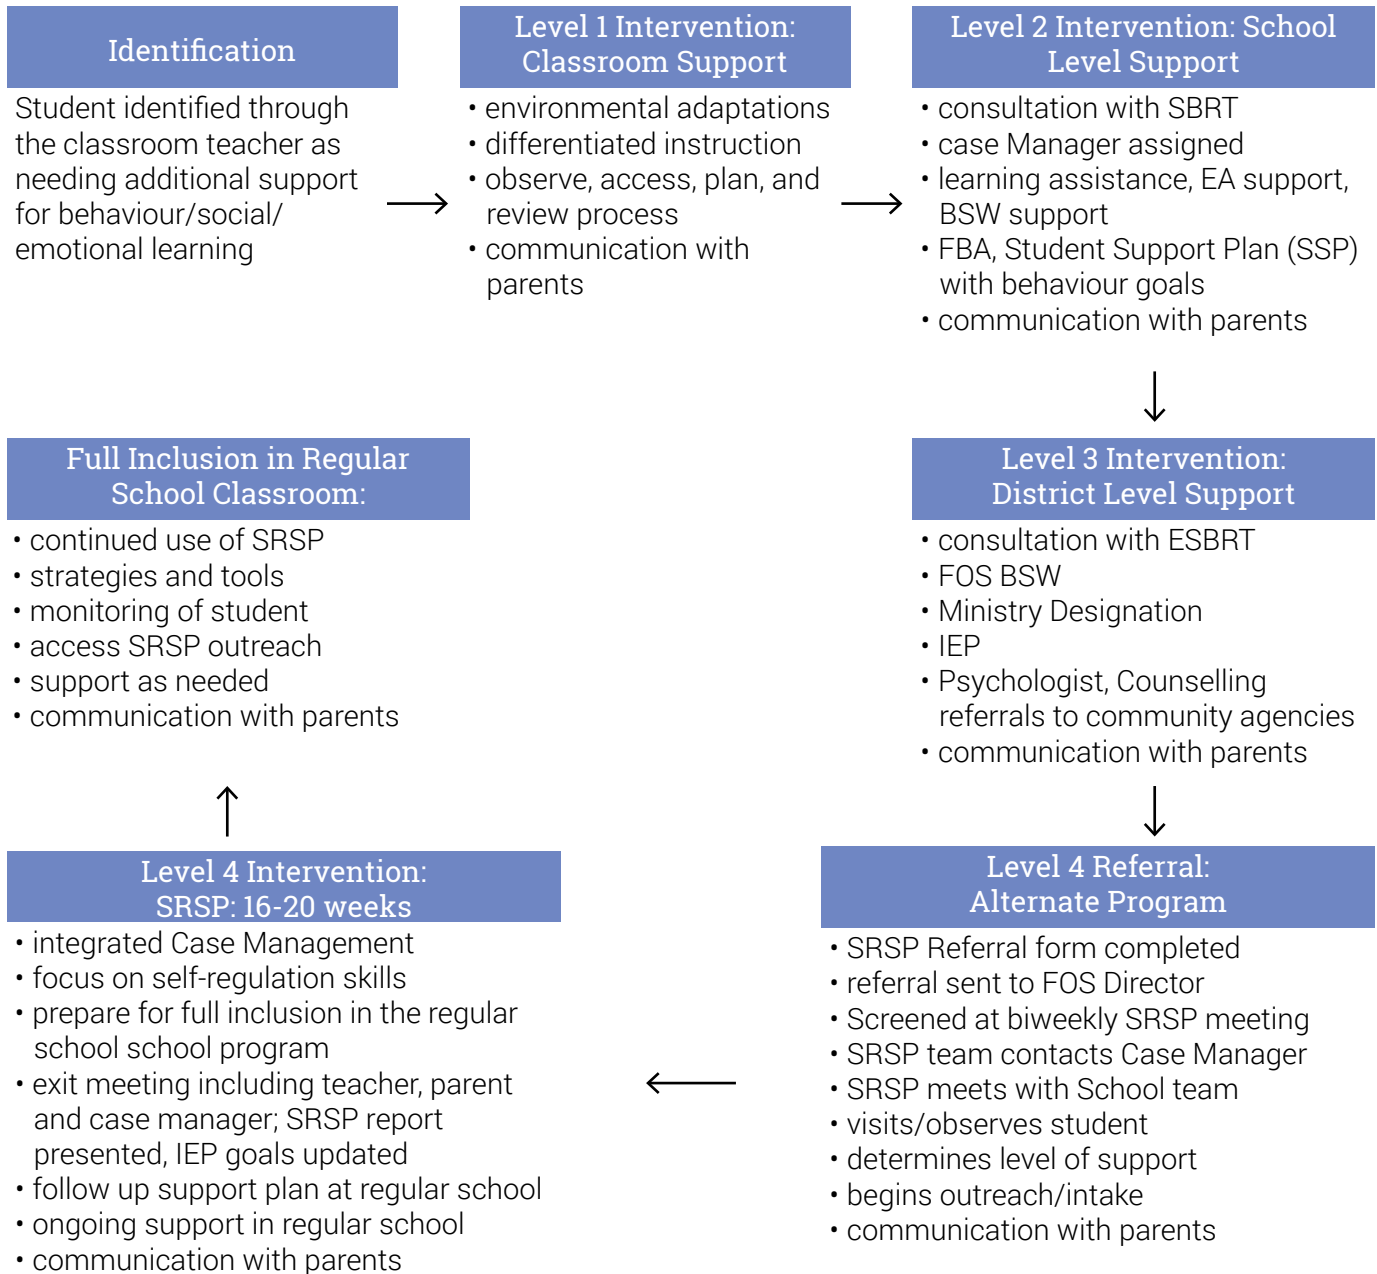 Identification
Student identified through
the classroom teacher as
needing additional support
for behaviour/social/
emotional learning
Level 1 Intervention:
Classroom Support
• environmental adaptations
• differentiated instruction
• observe, access, plan, and
review process
• communication with
parents
Level 2 Intervention: School
Level Support
• consultation with SBRT
• case Manager assigned
• learning assistance, EA support,
BSW support
• FBA, Student Support Plan (SSP)
with behaviour goals
• communication with parents
Level 3 Intervention:
District Level Support
• consultation with ESBRT
• FOS BSW
• Ministry Designation
• IEP
• Psychologist, Counselling
referrals to community agencies
• communication with parents
Level 4 Referral:
Alternate Program
• SRSP Referral form completed
• referral sent to FOS Director
• Screened at biweekly SRSP meeting
• SRSP team contacts Case Manager
• SRSP meets with School team
• visits/observes student
• determines level of support
• begins outreach/intake
• communication with parents
Level 4 Intervention:
SRSP: 16-20 weeks
• integrated Case Management
• focus on self-regulation skills
• prepare for full inclusion in the regular
school school program
• exit meeting including teacher, parent
and case manager; SRSP report
presented, IEP goals updated
• follow up support plan at regular school
• ongoing support in regular school
• communication with parents
Full Inclusion in Regular
School Classroom:
• continued use of SRSP
• strategies and tools
• monitoring of student
• access SRSP outreach
• support as needed
• communication with parents